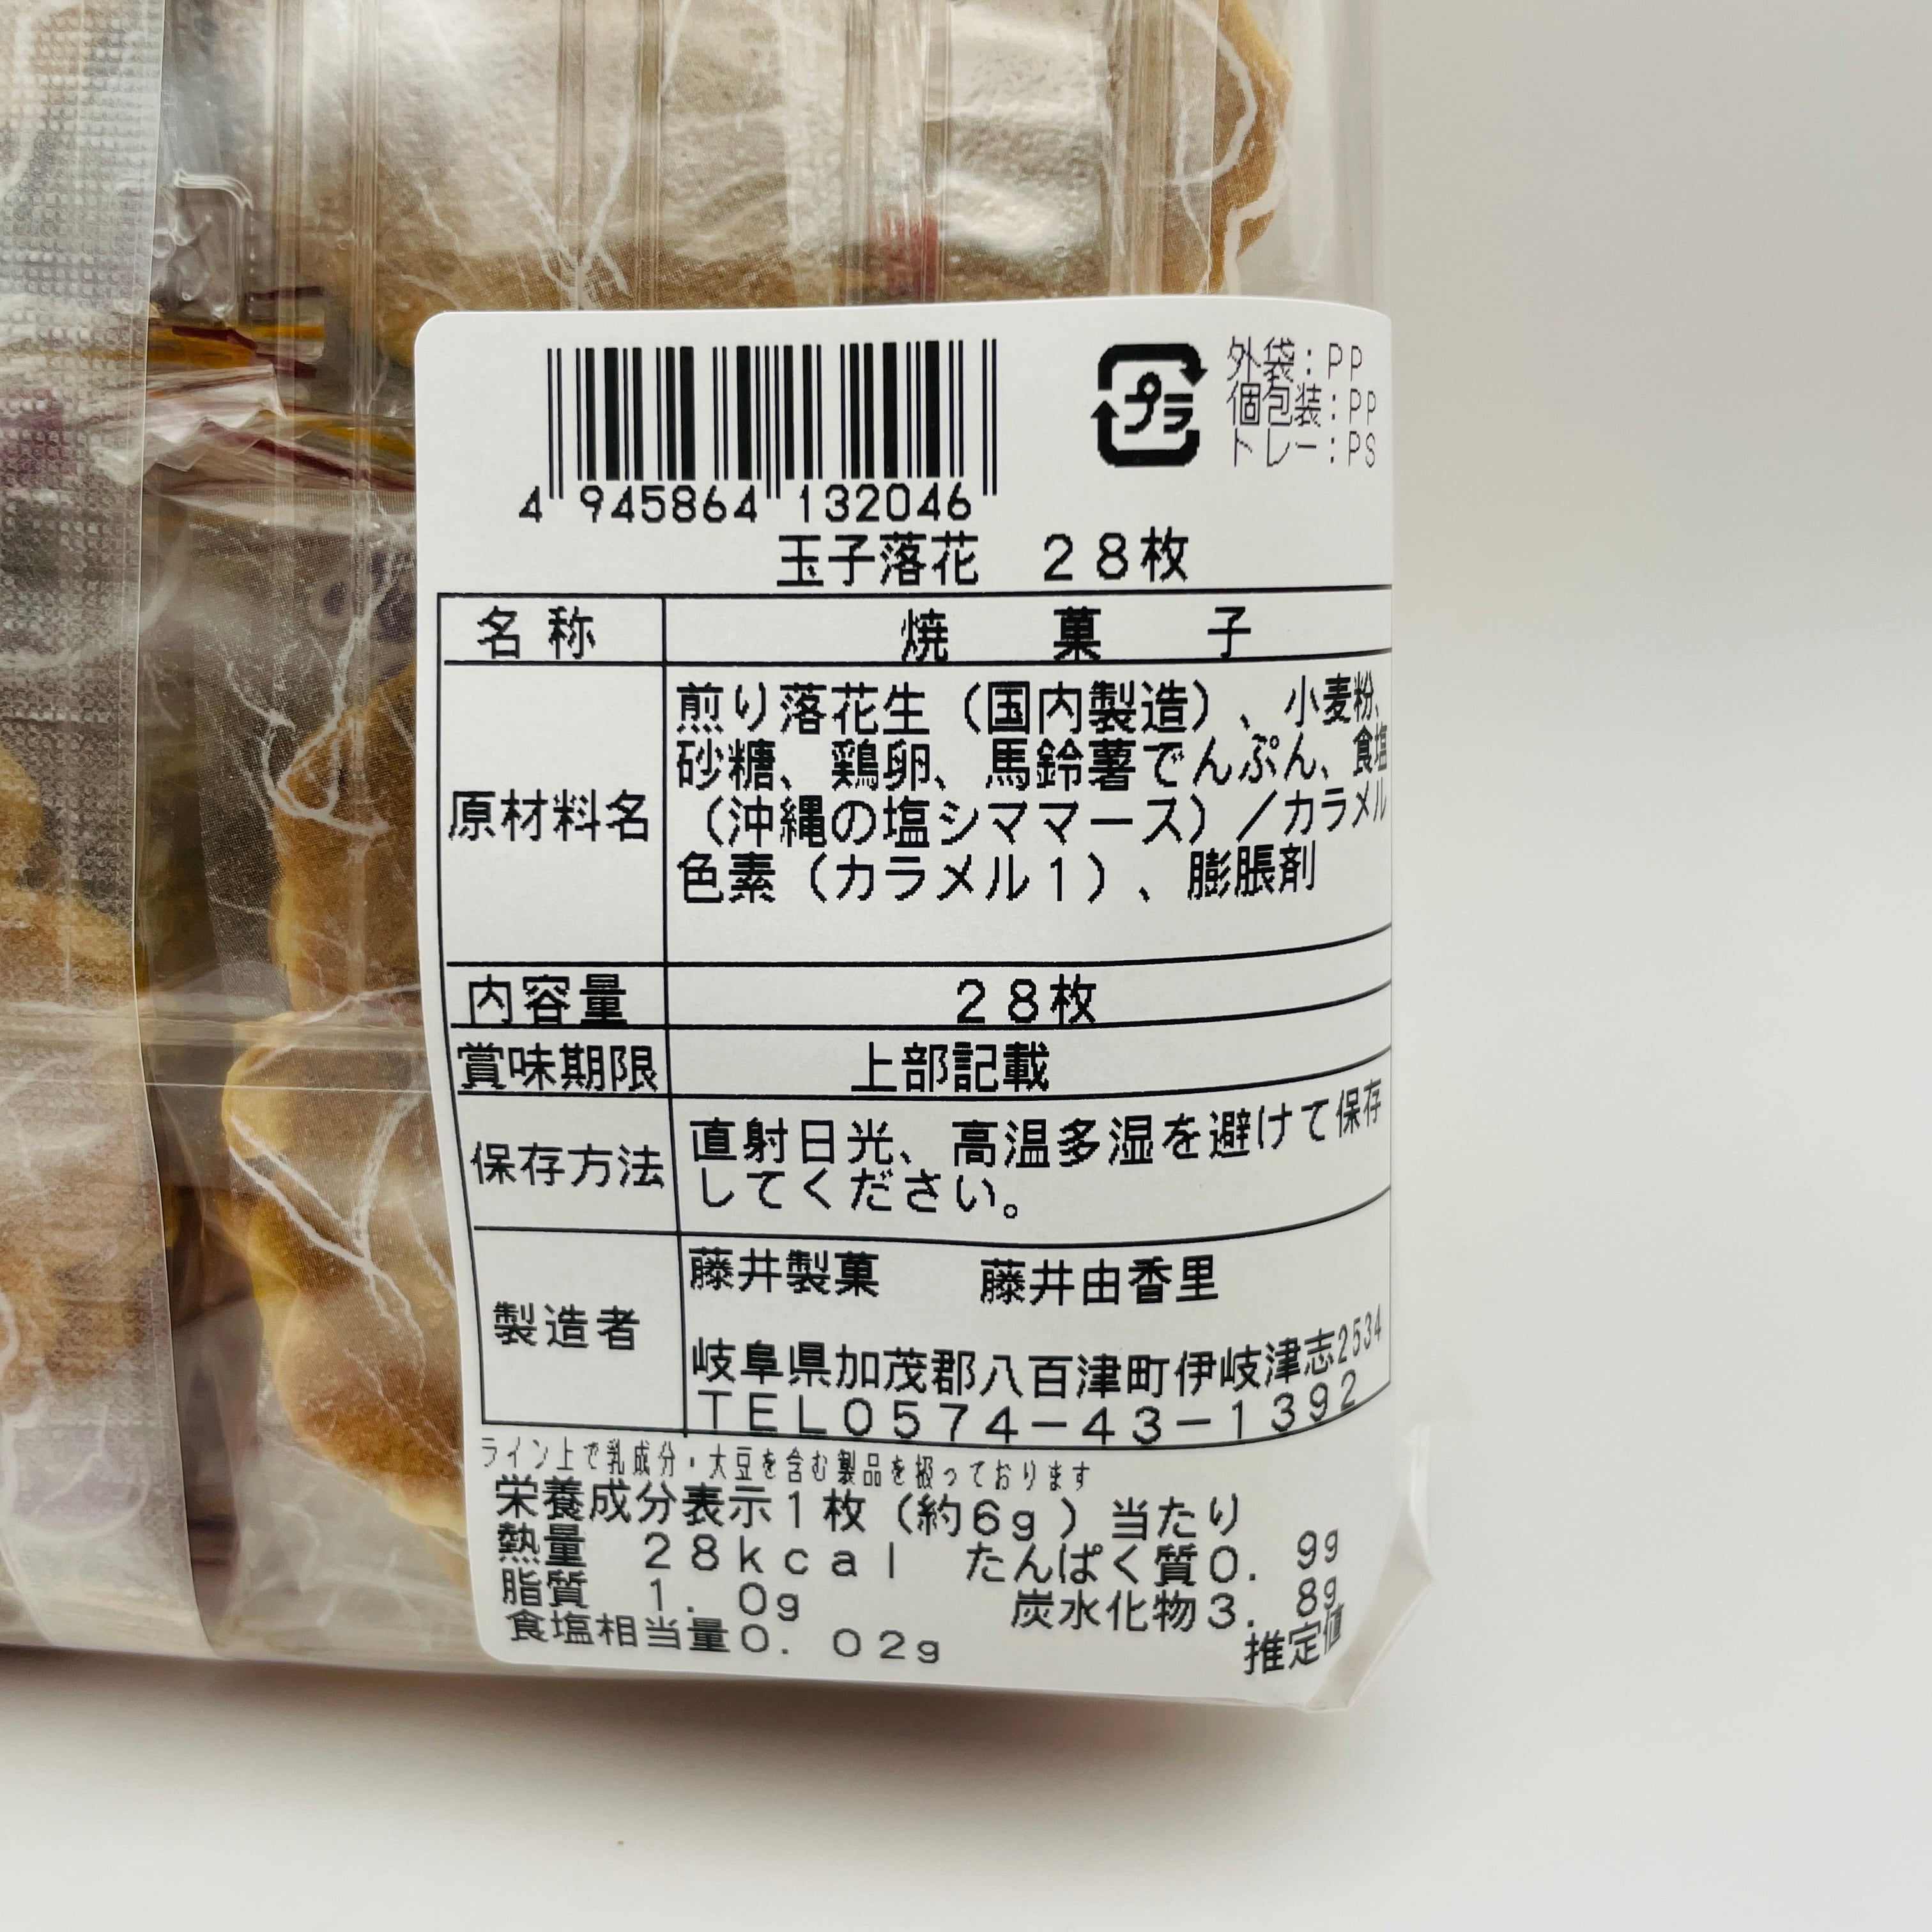 外袋:PP
個包装:PP
トレー:PS
プラ
4 945864 132046
玉子落花 28枚
名称 焼菓子
原材料名
煎り落花生(国内製造)、小麦粉、
砂糖、鶏卵、馬鈴薯でんぷん、食塩
(沖縄の塩シママース)/カラメル
色素(カラメル1)、膨脹剤
内容量 28枚
賞味期限 上部記載
保存方法
直射日光、高温多湿を避けて保存
してください。
製造者
藤井製菓 藤井由香里
岐阜県加茂郡八百津町伊岐津志2534
TEL0574-43-1392
ライン上で乳成分・大豆を含む製品を扱っております
栄養成分表示1枚(約6g)当たり
熱量 28kcal たんぱく質0.9g
脂質 1.0g 炭水化物3.8g
食塩相当量0.02g 推定値